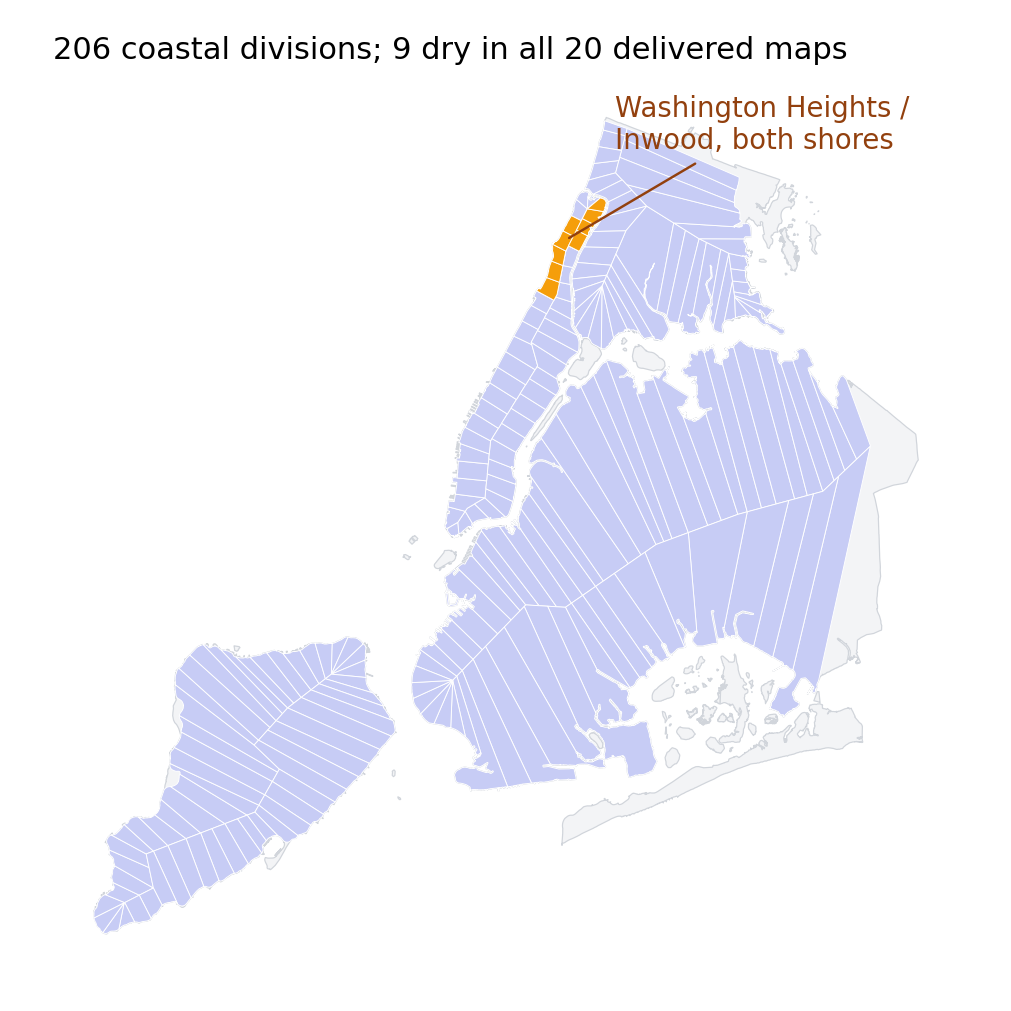 206 coastal divisions; 9 dry in all 20 delivered maps
Washington Heights /
Inwood, both shores